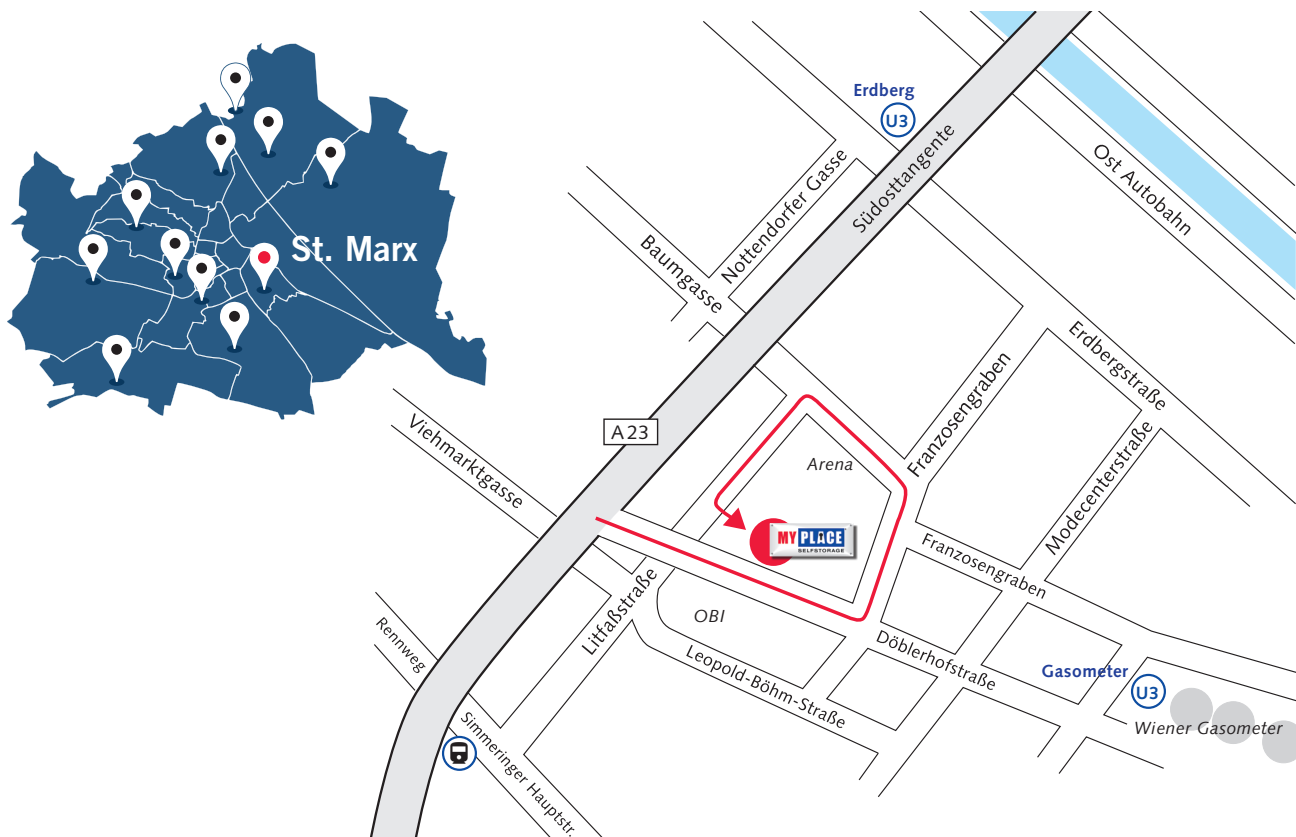 St. Marx
Erdberg
U3
Südosttangente
Ost Autobahn
Nottendorfer Gasse
Baumgasse
Erdbergstraße
Franzosengraben
Modecenterstraße
A 23
Viehmarktgasse
Arena
MY PLACE
SELFSTORAGE
Franzosengraben
Litfaßstraße
OBI
Döblerhofstraße
Leopold-Böhm-Straße
Rennweg
Gasometer
U3
Wiener Gasometer
Simmeringer Hauptstr.